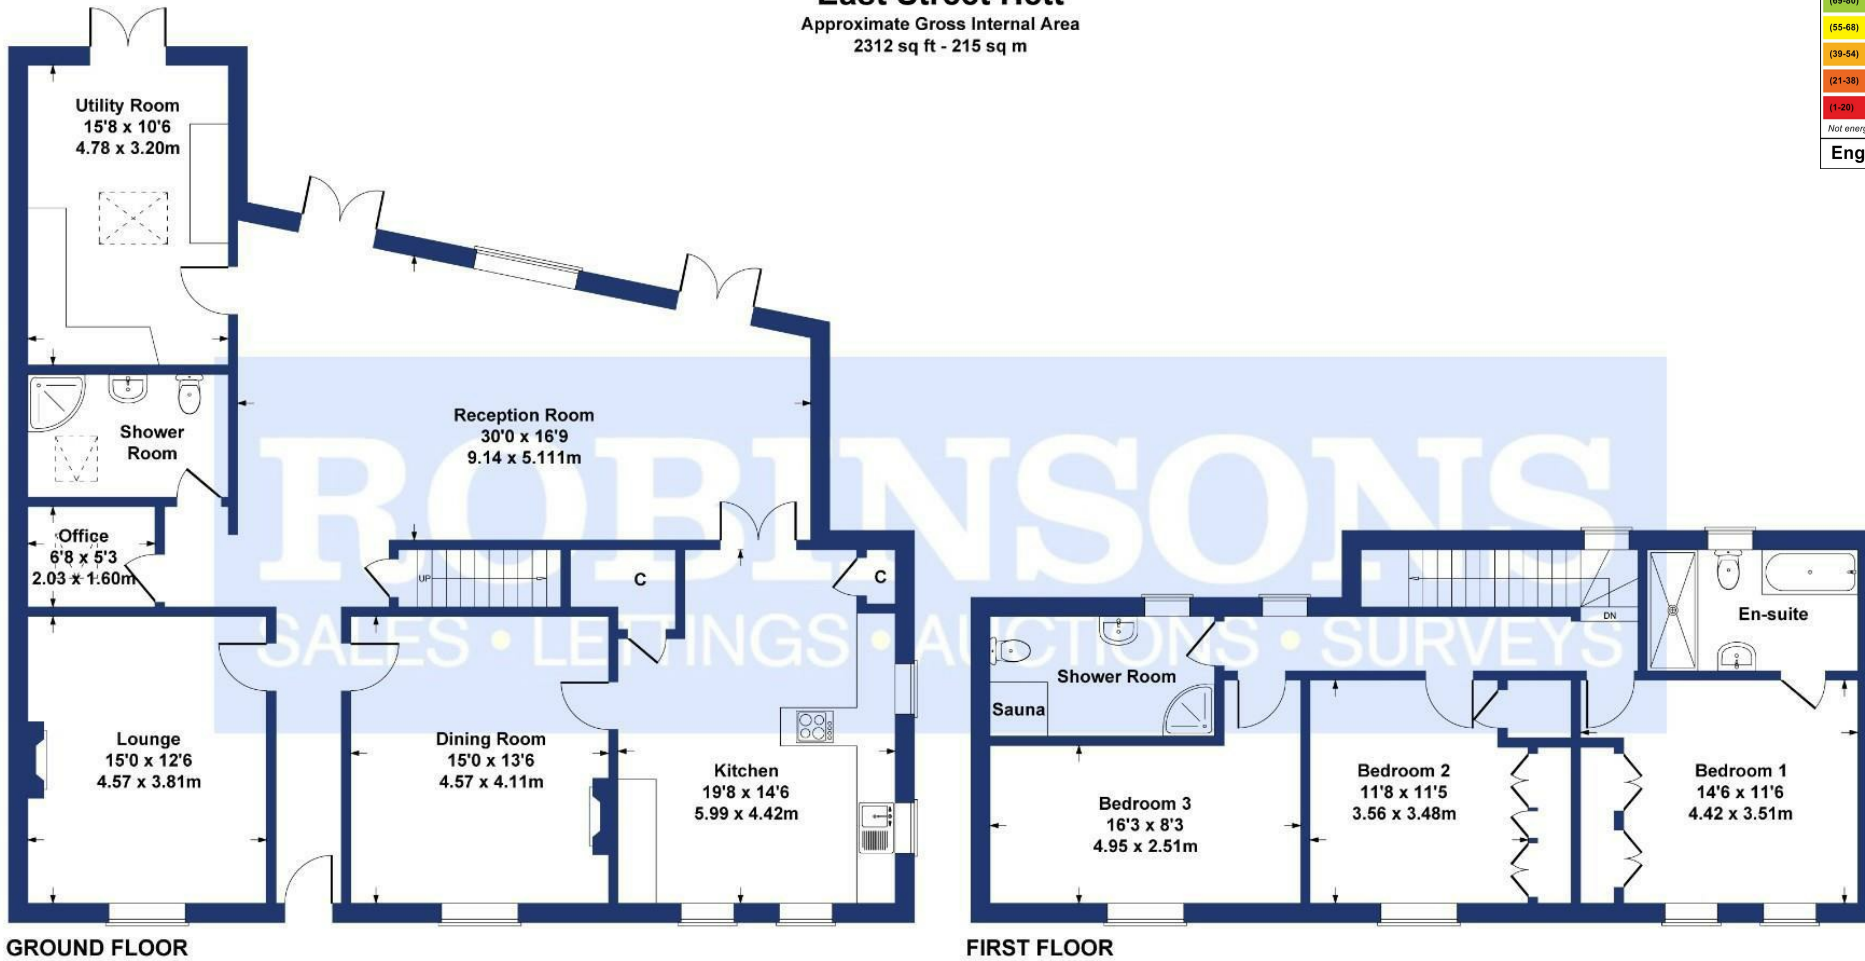 Approximate Gross Internal Area
2312 sq ft - 215 sq m
(55-68)
(39-54)
(21-38)
(1-20)
Eng
Utility Room
15'8 x 10'6
4.78 x 3.20m
Shower
Room
Reception Room
30'0 x 16'9
9.14 x 5.111m
Office
6'8 x 5'3
2.03 x 1.60m
UP
C
C
Lounge
15'0 x 12'6
4.57 x 3.81m
Dining Room
15'0 x 13'6
4.57 x 4.11m
Kitchen
19'8 x 14'6
5.99 x 4.42m
GROUND FLOOR
DN
En-suite
Shower Room
Sauna
Bedroom 3
16'3 x 8'3
4.95 x 2.51m
Bedroom 2
11'8 x 11'5
3.56 x 3.48m
Bedroom 1
14'6 x 11'6
4.42 x 3.51m
FIRST FLOOR
ROBINSONS
SALES • LETTINGS • AUCTIONS • SURVEYS